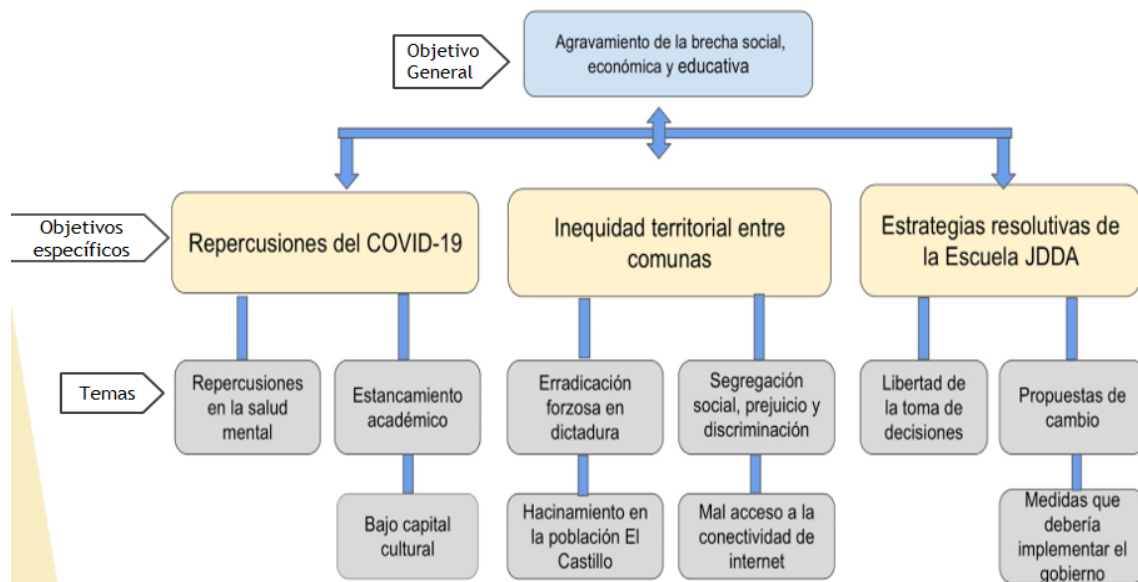 Objetivo
General
Agravamiento de la brecha social,
económica y educativa
Objetivos
específicos
Repercusiones del COVID-19
Inequidad territorial entre
comunas
Estrategias resolutivas de
la Escuela JDDA
Temas
Repercusiones
en la salud
mental
Estancamiento
académico
Erradicación
forzosa en
dictadura
Segregación
social, prejuicio y
discriminación
Libertad de
la toma de
decisiones
Propuestas de
cambio
Bajo capital
cultural
Hacinamiento en
la población El
Castillo
Mal acceso a la
conectividad de
internet
Medidas que
debería
implementar el
gobierno